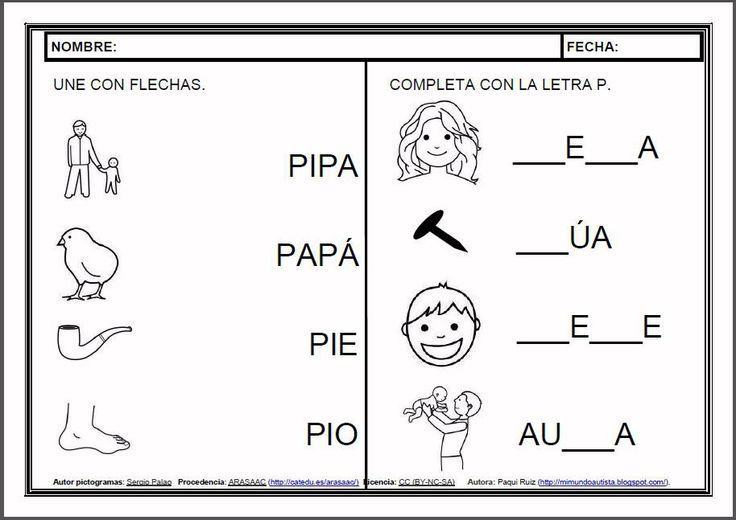 NOMBRE: FECHA:
UNE CON FLECHAS.
PIPA
PAPÁ
PIE
PIO
COMPLETA CON LA LETRA P.
___E___A
___ÚA
___E___E
AU___A
Autor pictogramas: Sergio Palao Procedencia: ARASAAC (http://catedu.es/arasaac/) Licencia: CC (BY-NC-SA) Autora: Paqui Ruiz (http://mimundoautista.blogspot.com/).